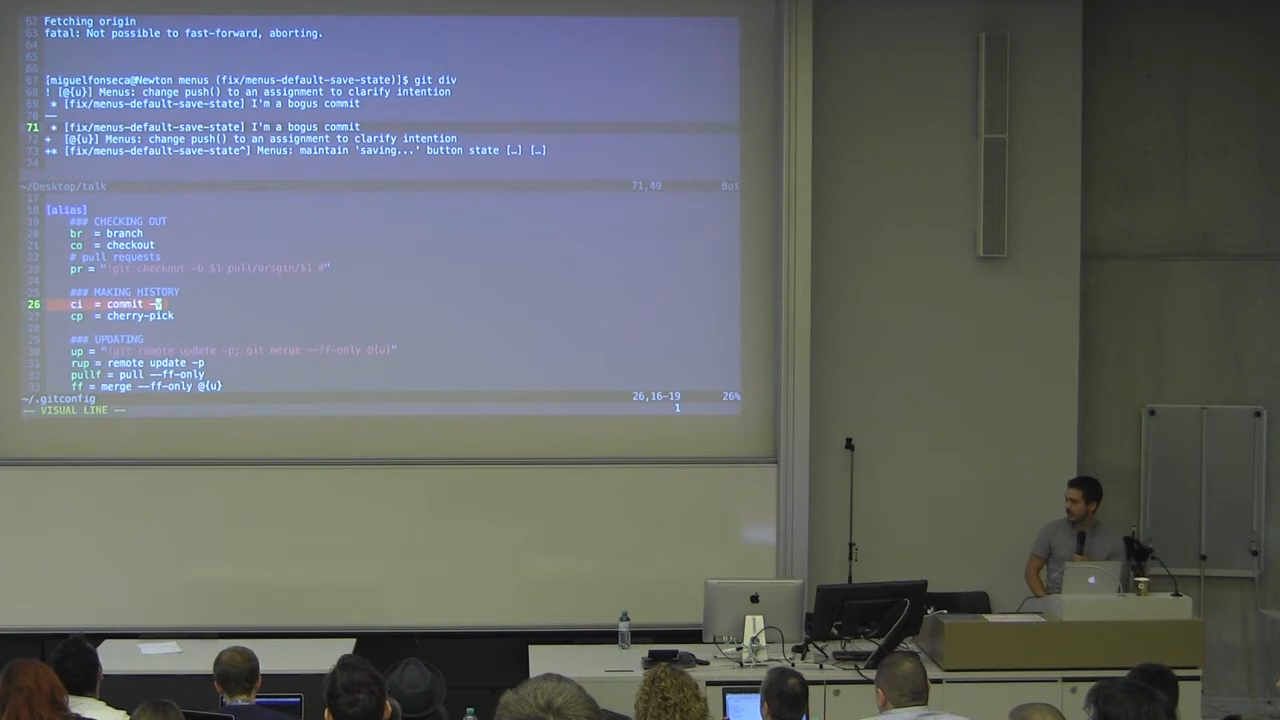 62 Fetching origin
63 fatal: Not possible to fast-forward, aborting.
64
65
66
67 [miguelfonseca@Newton menus (fix/menus-default-save-state)]$ git div
68 ! [@{u}] Menus: change push() to an assignment to clarify intention
69  * [fix/menus-default-save-state] I'm a bogus commit
70 --
71  * [fix/menus-default-save-state] I'm a bogus commit
72 +  [@{u}] Menus: change push() to an assignment to clarify intention
73 +* [fix/menus-default-save-state^] Menus: maintain 'saving...' button state […] […]
74
~/Desktop/talk 71,49 Bot
17
18 [alias]
19 ### CHECKING OUT
20 br = branch
21 co = checkout
22 # pull requests
23 pr = "!git checkout -b $1 pull/origin/$1 #"
24
25 ### MAKING HISTORY
26 ci = commit -v
27 cp = cherry-pick
28
29 ### UPDATING
30 up = "!git remote update -p; git merge --ff-only @{u}"
31 rup = remote update -p
32 pullf = pull --ff-only
33 ff = merge --ff-only @{u}
~/.gitconfig 26,16-19 26%
-- VISUAL LINE -- 1